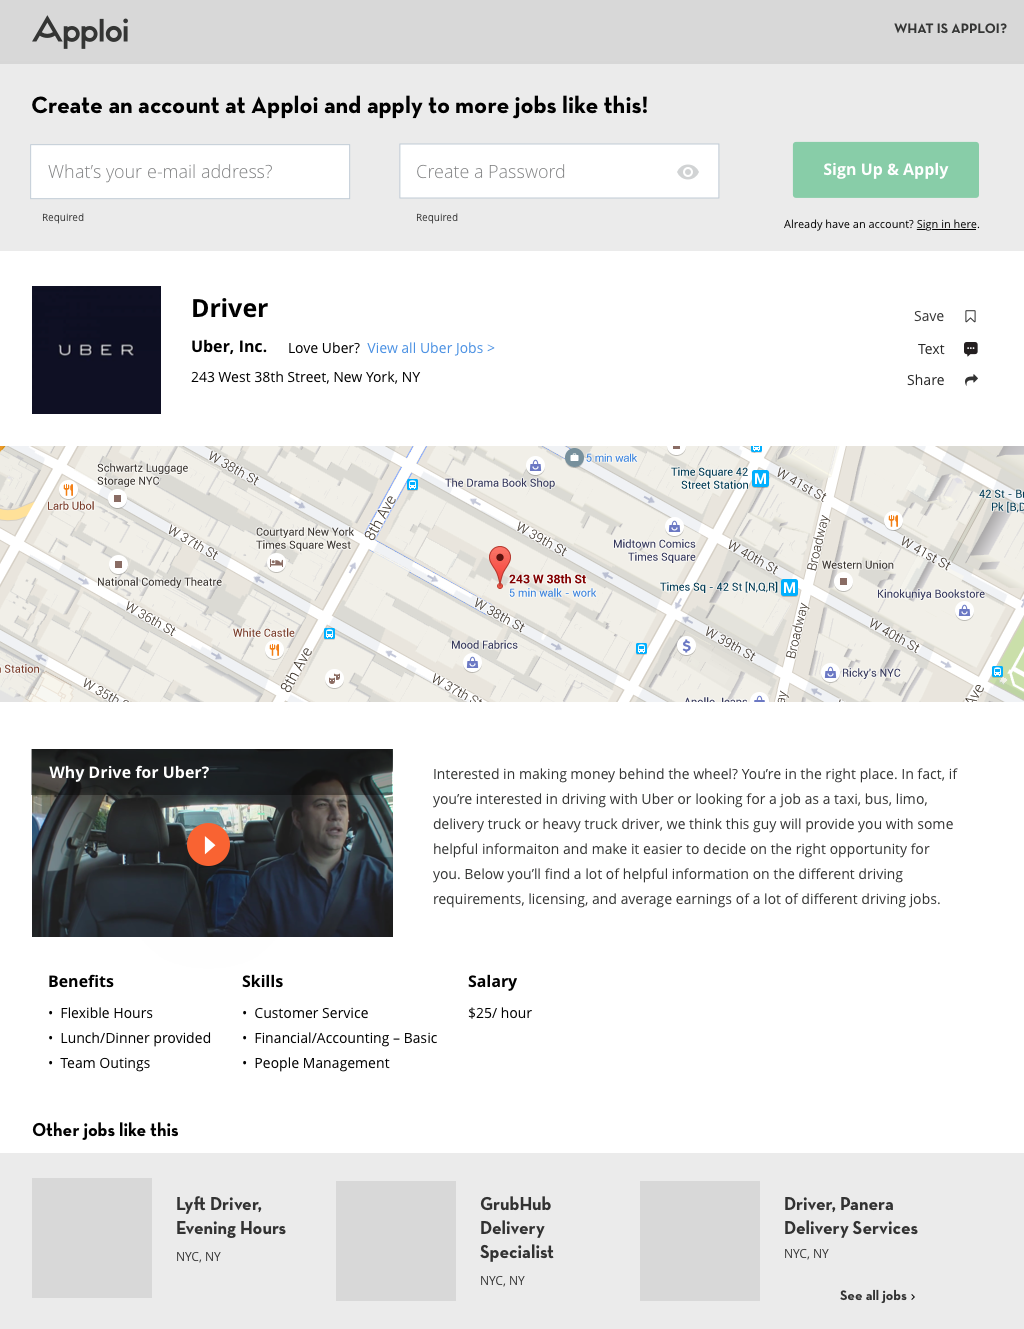 Apploi
WHAT IS APPLOI?
Create an account at Apploi and apply to more jobs like this!
What's your e-mail address?
Create a Password
Sign Up & Apply
Required
Required
Already have an account? Sign in here.
UBER
Driver
Uber, Inc.
Love Uber? View all Uber Jobs >
243 West 38th Street, New York, NY
Save
Text
Share
Schwartz Luggage
Storage NYC
Larb Ubol
W 38th St
W 37th St
8th Ave
The Drama Book Shop
5 min walk
Time Square 42
Street Station
M
W 41st St
42 St - Br
Pk [B,D
Courtyard New York
Times Square West
W 39th St
Midtown Comics
Times Square
W 40th St
Broadway
W 41st St
Western Union
National Comedy Theatre
243 W 38th St
5 min walk - work
Times Sq - 42 St [N,Q,R]
M
Kinokuniya Bookstore
W 36th St
White Castle
W 38th St
Mood Fabrics
$
W 39th St
Broadway
W 40th St
Station
W 35th St
8th Ave
W 37th St
Apollo Jeans
Ricky's NYC
Ave
Why Drive for Uber?
Interested in making money behind the wheel? You're in the right place. In fact, if
you're interested in driving with Uber or looking for a job as a taxi, bus, limo,
delivery truck or heavy truck driver, we think this guy will provide you with some
helpful informaiton and make it easier to decide on the right opportunity for
you. Below you'll find a lot of helpful information on the different driving
requirements, licensing, and average earnings of a lot of different driving jobs.
Benefits
• Flexible Hours
• Lunch/Dinner provided
• Team Outings
Skills
• Customer Service
• Financial/Accounting – Basic
• People Management
Salary
$25/ hour
Other jobs like this
Lyft Driver,
Evening Hours
NYC, NY
GrubHub
Delivery
Specialist
NYC, NY
Driver, Panera
Delivery Services
NYC, NY
See all jobs ›